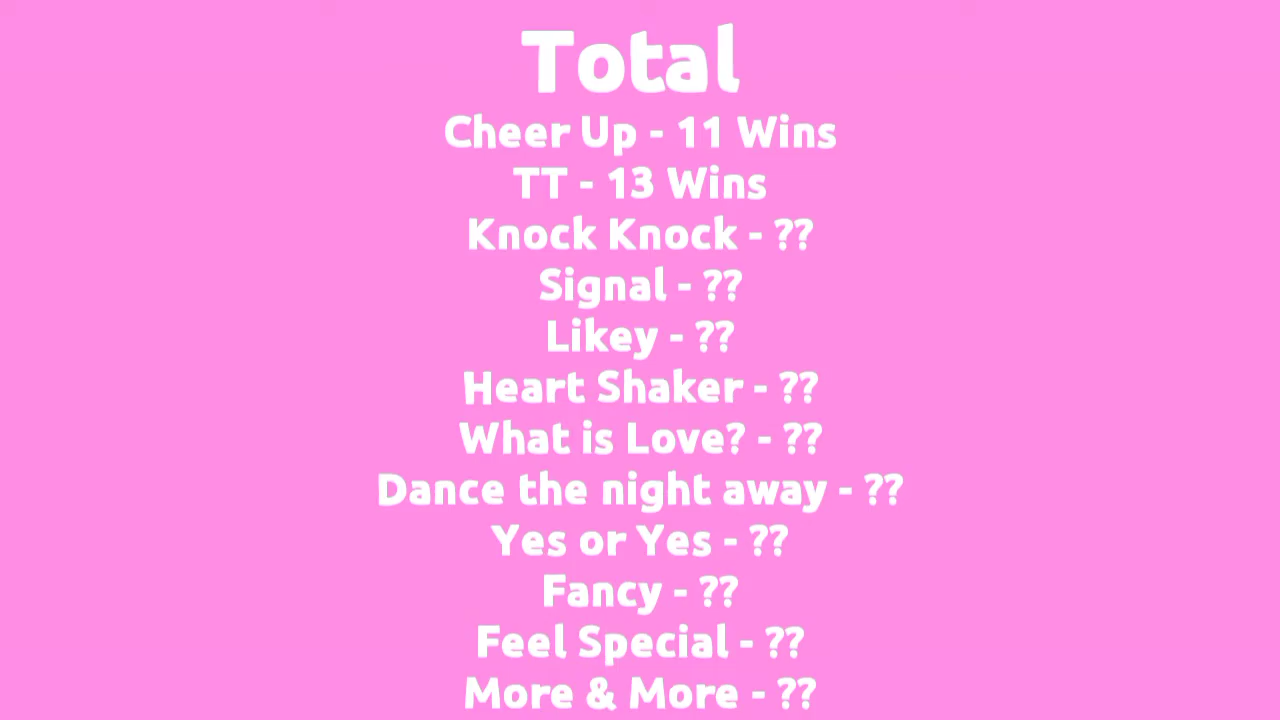 Total
Cheer Up - 11 Wins
TT - 13 Wins
Knock Knock - ??
Signal - ??
Likey - ??
Heart Shaker - ??
What is Love? - ??
Dance the night away - ??
Yes or Yes - ??
Fancy - ??
Feel Special - ??
More & More - ??